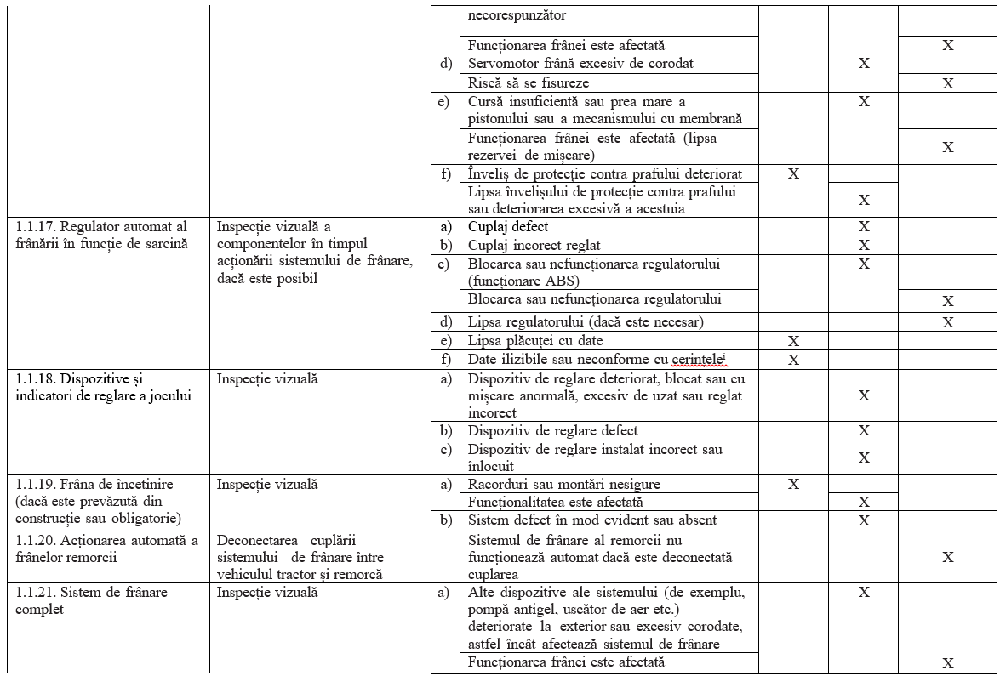 necorespunzător
Funcționarea frânei este afectată X
d) Servomotor frână excesiv de corodat X
Riscă să se fisureze X
e) Cursă insuficientă sau prea mare a X
pistonului sau a mecanismului cu membrană
Funcționarea frânei este afectată (lipsa
rezervei de mișcare) X
f) Înveliș de protecție contra prafului deteriorat X
Lipsa învelișului de protecție contra prafului
sau deteriorarea excesivă a acestuia X
1.1.17. Regulator automat al
frânării în funcție de sarcină
Inspecție vizuală a
componentelor în timpul
acționării sistemului de frânare,
dacă este posibil
a) Cuplaj defect X
b) Cuplaj incorect reglat X
c) Blocarea sau nefuncționarea regulatorului X
(funcționare ABS)
Blocarea sau nefuncționarea regulatorului X
d) Lipsa regulatorului (dacă este necesar) X
e) Lipsa plăcuței cu date X
f) Date ilizibile sau neconforme cu cerințeleⁱ X
1.1.18. Dispozitive și
indicatori de reglare a jocului
Inspecție vizuală
a) Dispozitiv de reglare deteriorat, blocat sau cu
mișcare anormală, excesiv de uzat sau reglat X
incorect
b) Dispozitiv de reglare defect X
c) Dispozitiv de reglare instalat incorect sau
înlocuit X
1.1.19. Frâna de încetinire
(dacă este prevăzută din
construcție sau obligatorie)
Inspecție vizuală
a) Racorduri sau montări nesigure X
Funcționalitatea este afectată X
b) Sistem defect în mod evident sau absent X
1.1.20. Acționarea automată a
frânelor remorcii
Deconectarea cuplării
sistemului de frânare între
vehiculul tractor și remorcă
Sistemul de frânare al remorcii nu
funcționează automat dacă este deconectată X
cuplarea
1.1.21. Sistem de frânare
complet
Inspecție vizuală
a) Alte dispozitive ale sistemului (de exemplu, X
pompă antigel, uscător de aer etc.)
deteriorate la exterior sau excesiv corodate,
astfel încât afectează sistemul de frânare
Funcționarea frânei este afectată X